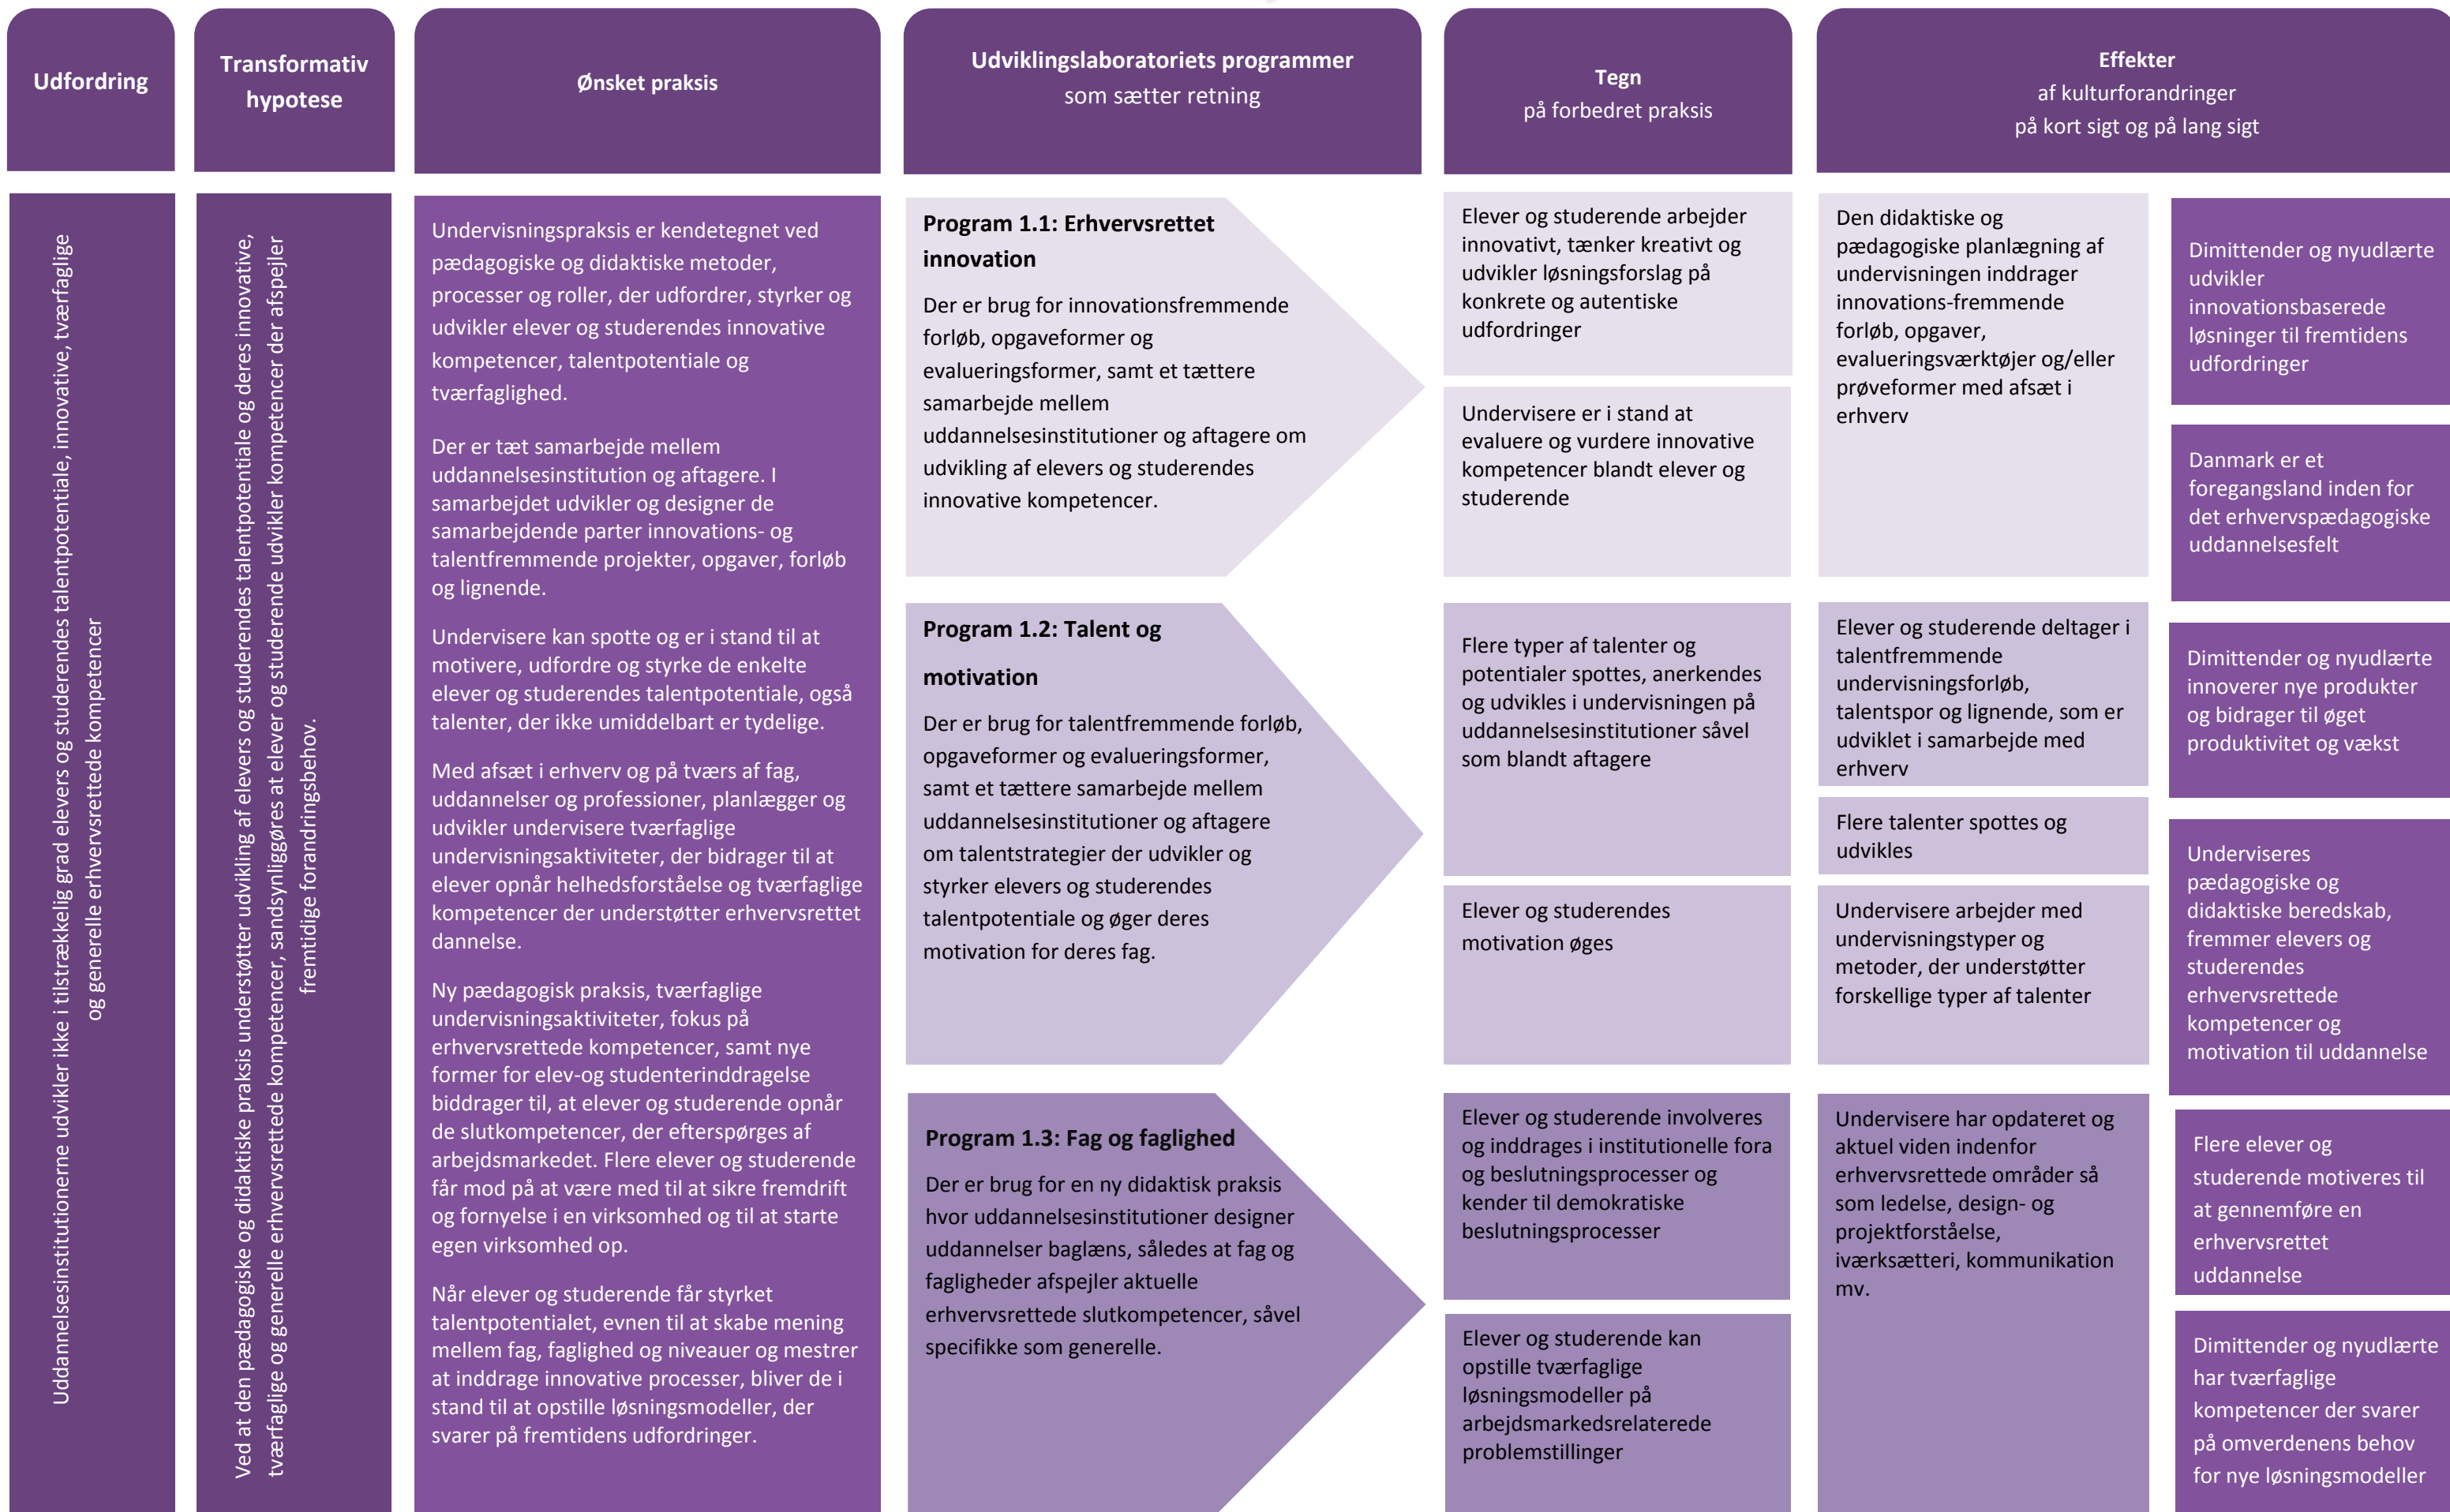 Udfordring
Transformativ
hypotese
Ønsket praksis
Udviklingslaboratoriets programmer
som sætter retning
Tegn
på forbedret praksis
Effekter
af kulturforandringer
på kort sigt og på lang sigt
Uddannelsesinstitutionerne udvikler ikke i tilstrækkelig grad elevers og studerendes talentpotentiale, innovative, tværfaglige
og generelle erhvervsrettede kompetencer
Ved at den pædagogiske og didaktiske praksis understøtter udvikling af elevers og studerendes talentpotentiale og deres innovative,
tværfaglige og generelle erhvervsrettede kompetencer, sandsynliggøres at elever og studerende udvikler kompetencer der afspejler
fremtidige forandringsbehov.
Undervisningspraksis er kendetegnet ved
pædagogiske og didaktiske metoder,
processer og roller, der udfordrer, styrker og
udvikler elever og studerendes innovative
kompetencer, talentpotentiale og
tværfaglighed.
Der er tæt samarbejde mellem
uddannelsesinstitution og aftagere. I
samarbejdet udvikler og designer de
samarbejdende parter innovations- og
talentfremmende projekter, opgaver, forløb
og lignende.
Undervisere kan spotte og er i stand til at
motivere, udfordre og styrke de enkelte
elever og studerendes talentpotentiale, også
talenter, der ikke umiddelbart er tydelige.
Med afsæt i erhverv og på tværs af fag,
uddannelser og professioner, planlægger og
udvikler undervisere tværfaglige
undervisningsaktiviteter, der bidrager til at
elever opnår helhedsforståelse og tværfaglige
kompetencer der understøtter erhvervsrettet
dannelse.
Ny pædagogisk praksis, tværfaglige
undervisningsaktiviteter, fokus på
erhvervsrettede kompetencer, samt nye
former for elev-og studenterinddragelse
biddrager til, at elever og studerende opnår
de slutkompetencer, der efterspørges af
arbejdsmarkedet. Flere elever og studerende
får mod på at være med til at sikre fremdrift
og fornyelse i en virksomhed og til at starte
egen virksomhed op.
Når elever og studerende får styrket
talentpotentialet, evnen til at skabe mening
mellem fag, faglighed og niveauer og mestrer
at inddrage innovative processer, bliver de i
stand til at opstille løsningsmodeller, der
svarer på fremtidens udfordringer.
Program 1.1: Erhvervsrettet
innovation
Der er brug for innovationsfremmende
forløb, opgaveformer og
evalueringsformer, samt et tættere
samarbejde mellem
uddannelsesinstitutioner og aftagere om
udvikling af elevers og studerendes
innovative kompetencer.
Elever og studerende arbejder
innovativt, tænker kreativt og
udvikler løsningsforslag på
konkrete og autentiske
udfordringer
Undervisere er i stand at
evaluere og vurdere innovative
kompetencer blandt elever og
studerende
Den didaktiske og
pædagogiske planlægning af
undervisningen inddrager
innovations-fremmende
forløb, opgaver,
evalueringsværktøjer og/eller
prøveformer med afsæt i
erhverv
Dimittender og nyudlærte
udvikler
innovationsbaserede
løsninger til fremtidens
udfordringer
Danmark er et
foregangsland inden for
det erhvervspædagogiske
uddannelsesfelt
Program 1.2: Talent og
motivation
Der er brug for talentfremmende forløb,
opgaveformer og evalueringsformer,
samt et tættere samarbejde mellem
uddannelsesinstitutioner og aftagere
om talentstrategier der udvikler og
styrker elevers og studerendes
talentpotentiale og øger deres
motivation for deres fag.
Flere typer af talenter og
potentialer spottes, anerkendes
og udvikles i undervisningen på
uddannelsesinstitutioner såvel
som blandt aftagere
Elever og studerendes
motivation øges
Elever og studerende deltager i
talentfremmende
undervisningsforløb,
talentspor og lignende, som er
udviklet i samarbejde med
erhverv
Flere talenter spottes og
udvikles
Undervisere arbejder med
undervisningstyper og
metoder, der understøtter
forskellige typer af talenter
Dimittender og nyudlærte
innoverer nye produkter
og bidrager til øget
produktivitet og vækst
Underviseres
pædagogiske og
didaktiske beredskab,
fremmer elevers og
studerendes
erhvervsrettede
kompetencer og
motivation til uddannelse
Program 1.3: Fag og faglighed
Der er brug for en ny didaktisk praksis
hvor uddannelsesinstitutioner designer
uddannelser baglæns, således at fag og
fagligheder afspejler aktuelle
erhvervsrettede slutkompetencer, såvel
specifikke som generelle.
Elever og studerende involveres
og inddrages i institutionelle fora
og beslutningsprocesser og
kender til demokratiske
beslutningsprocesser
Elever og studerende kan
opstille tværfaglige
løsningsmodeller på
arbejdsmarkedsrelaterede
problemstillinger
Undervisere har opdateret og
aktuel viden indenfor
erhvervsrettede områder så
som ledelse, design- og
projektforståelse,
iværksætteri, kommunikation
mv.
Flere elever og
studerende motiveres til
at gennemføre en
erhvervsrettet
uddannelse
Dimittender og nyudlærte
har tværfaglige
kompetencer der svarer
på omverdenens behov
for nye løsningsmodeller